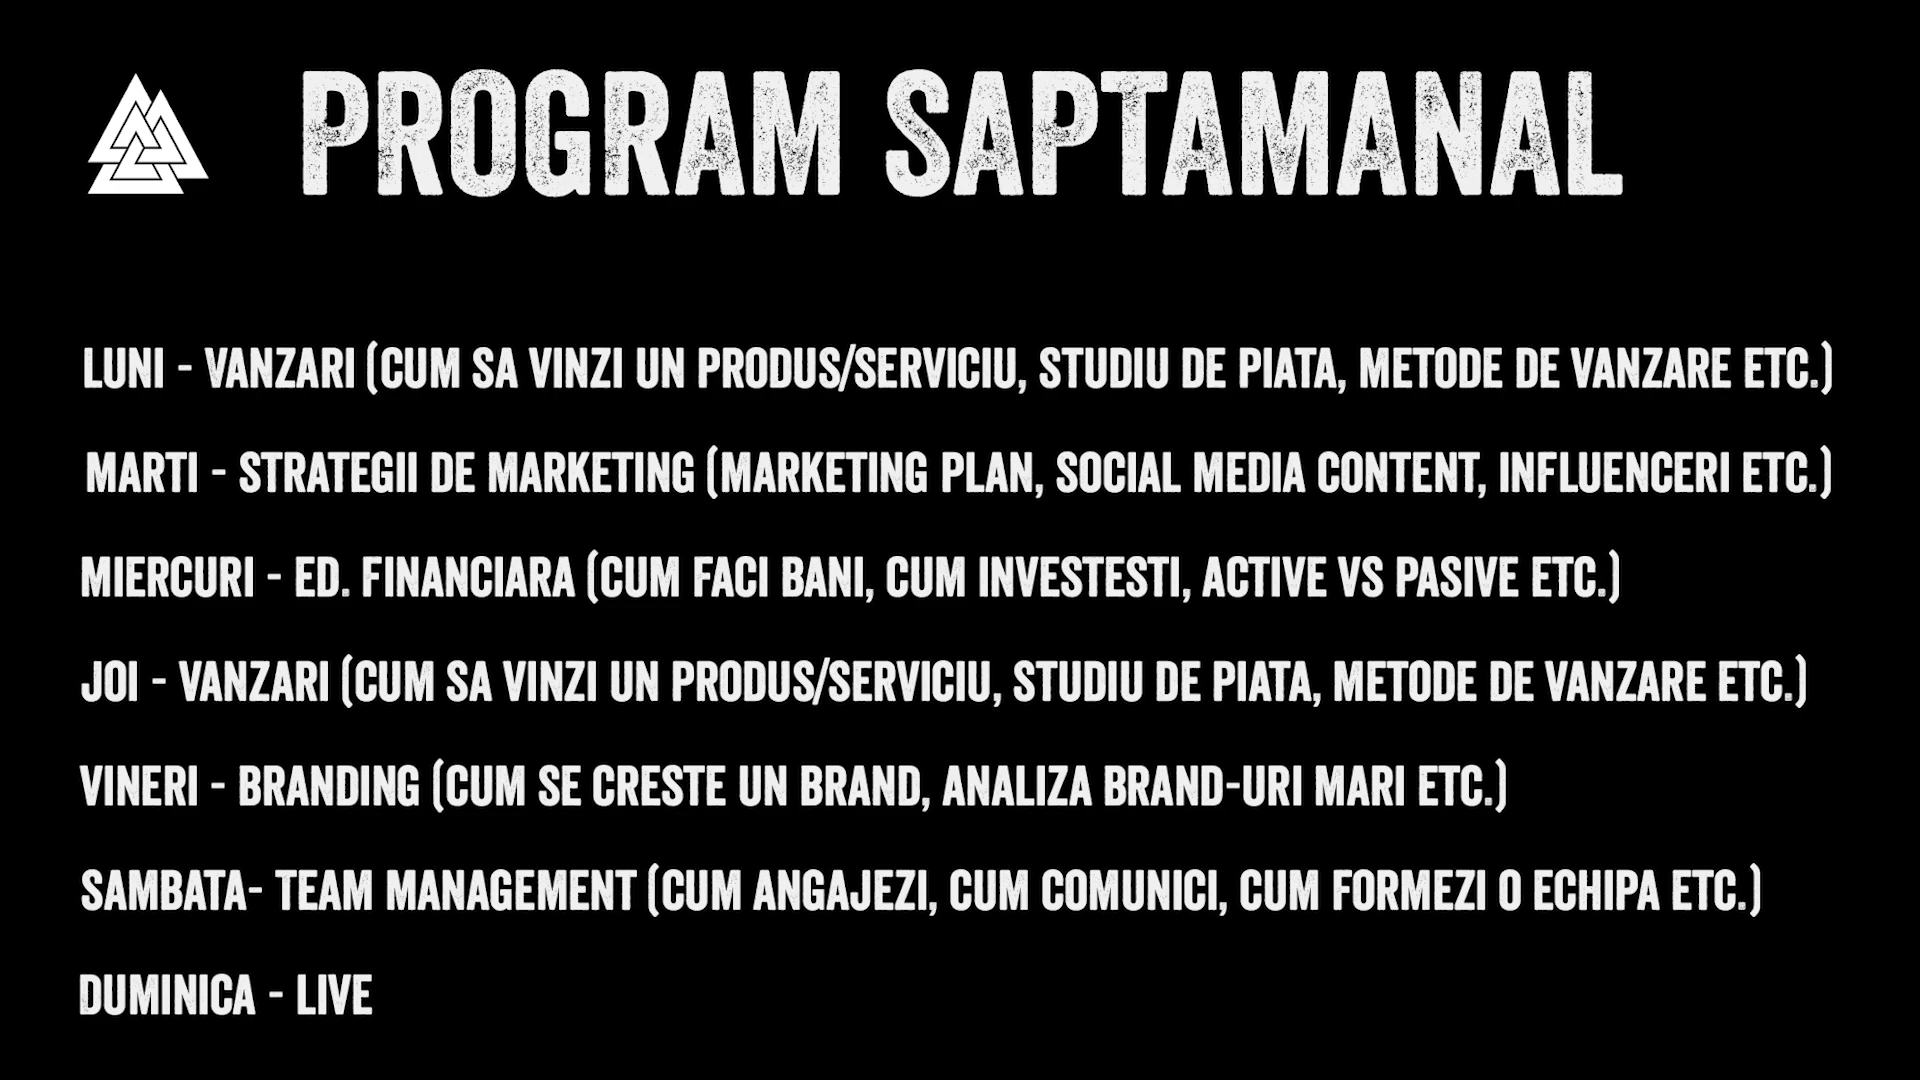 PROGRAM SAPTAMANAL
LUNI - VANZARI (CUM SA VINZI UN PRODUS/SERVICIU, STUDIU DE PIATA, METODE DE VANZARE ETC.)
MARTI - STRATEGII DE MARKETING (MARKETING PLAN, SOCIAL MEDIA CONTENT, INFLUENCERI ETC.)
MIERCURI - ED. FINANCIARA (CUM FACI BANI, CUM INVESTESTI, ACTIVE VS PASIVE ETC.)
JOI - VANZARI (CUM SA VINZI UN PRODUS/SERVICIU, STUDIU DE PIATA, METODE DE VANZARE ETC.)
VINERI - BRANDING (CUM SE CRESTE UN BRAND, ANALIZA BRAND-URI MARI ETC.)
SAMBATA- TEAM MANAGEMENT (CUM ANGAJEZI, CUM COMUNICI, CUM FORMEZI O ECHIPA ETC.)
DUMINICA - LIVE